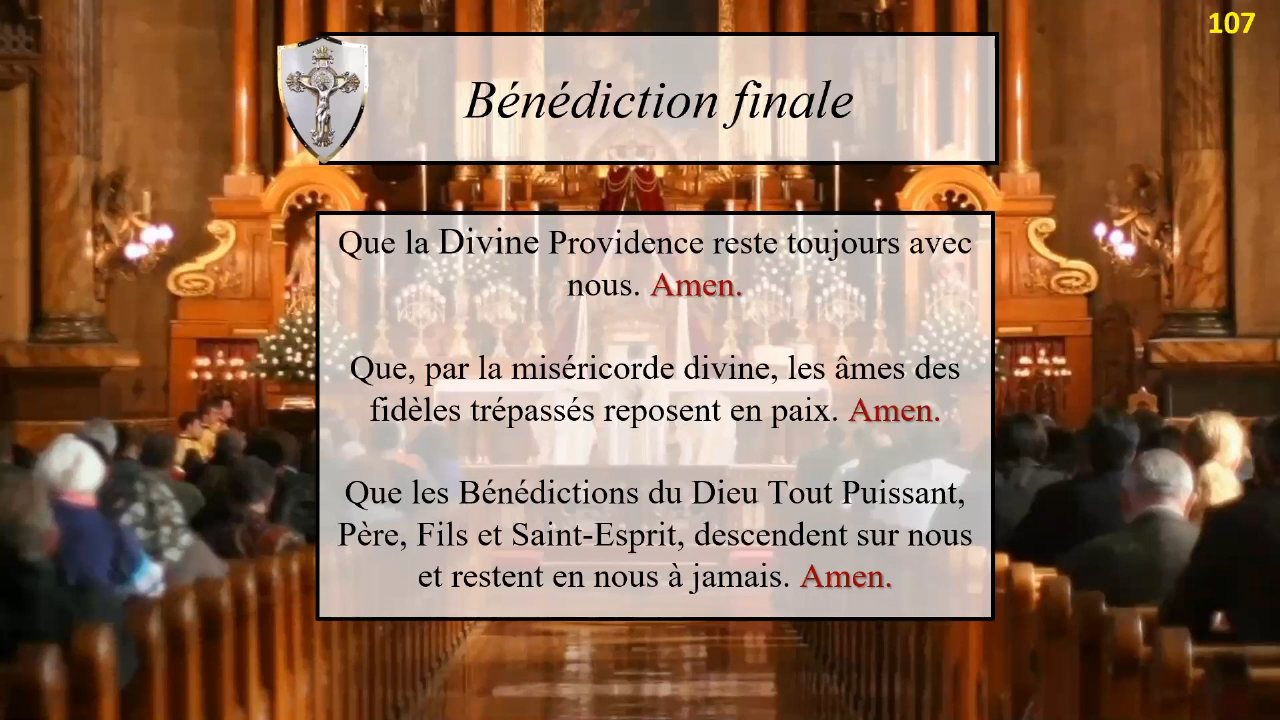 107
Bénédiction finale
Que la Divine Providence reste toujours avec
nous. Amen.
Que, par la miséricorde divine, les âmes des
fidèles trépassés reposent en paix. Amen.
Que les Bénédictions du Dieu Tout Puissant,
Père, Fils et Saint-Esprit, descendent sur nous
et restent en nous à jamais. Amen.